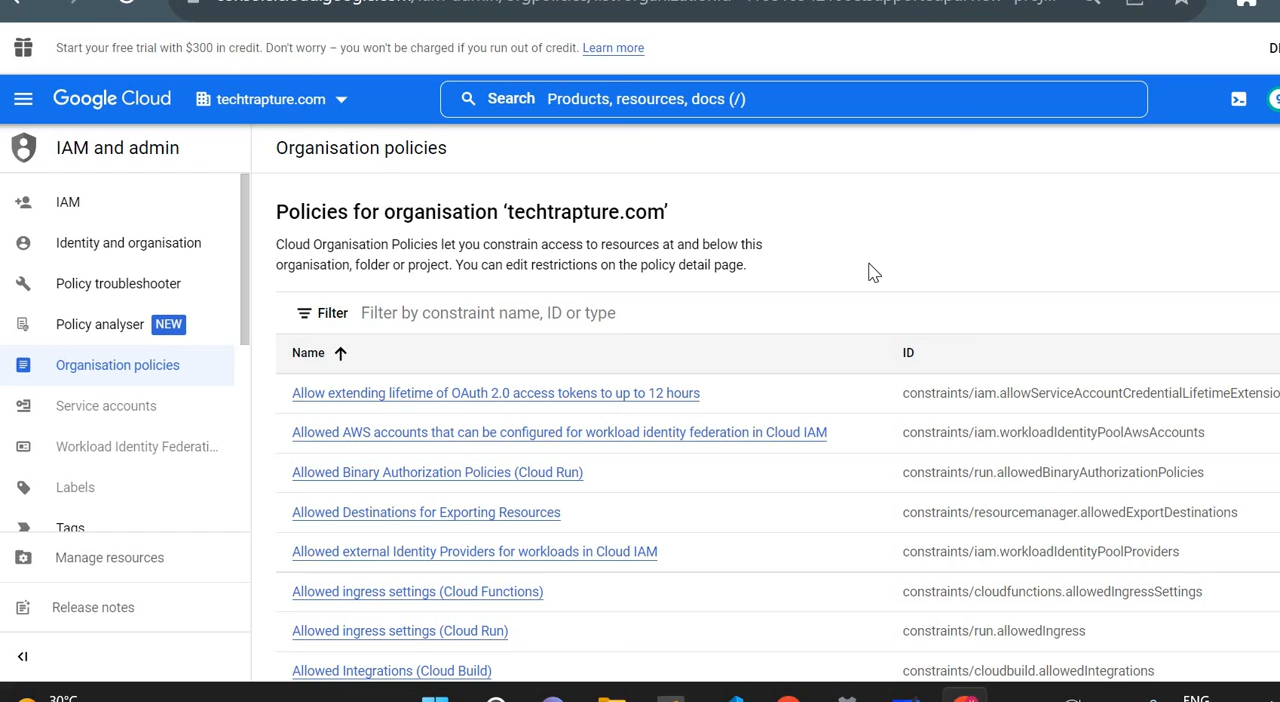 Start your free trial with $300 in credit. Don't worry – you won't be charged if you run out of credit. Learn more
Google Cloud
techtrapture.com
Search Products, resources, docs (/)
IAM and admin
Organisation policies
IAM
Identity and organisation
Policy troubleshooter
Policy analyser NEW
Organisation policies
Service accounts
Workload Identity Federati...
Labels
Tags
Manage resources
Release notes
Policies for organisation ‘techtrapture.com’
Cloud Organisation Policies let you constrain access to resources at and below this
organisation, folder or project. You can edit restrictions on the policy detail page.
Filter Filter by constraint name, ID or type
Name ID
Allow extending lifetime of OAuth 2.0 access tokens to up to 12 hours constraints/iam.allowServiceAccountCredentialLifetimeExtensio
Allowed AWS accounts that can be configured for workload identity federation in Cloud IAM constraints/iam.workloadIdentityPoolAwsAccounts
Allowed Binary Authorization Policies (Cloud Run) constraints/run.allowedBinaryAuthorizationPolicies
Allowed Destinations for Exporting Resources constraints/resourcemanager.allowedExportDestinations
Allowed external Identity Providers for workloads in Cloud IAM constraints/iam.workloadIdentityPoolProviders
Allowed ingress settings (Cloud Functions) constraints/cloudfunctions.allowedIngressSettings
Allowed ingress settings (Cloud Run) constraints/run.allowedIngress
Allowed Integrations (Cloud Build) constraints/cloudbuild.allowedIntegrations
30°C
ENG